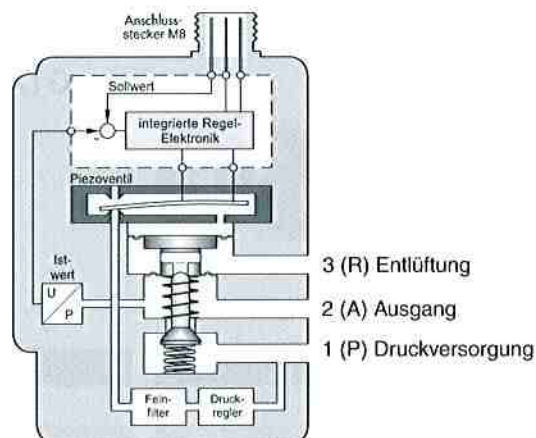 Anschluss-
stecker M8
Sollwert
integrierte Regel-
Elektronik
Piezoventil
Ist-
wert
U
P
3 (R) Entlüftung
2 (A) Ausgang
1 (P) Druckversorgung
Fein-
filter
Druck-
regler